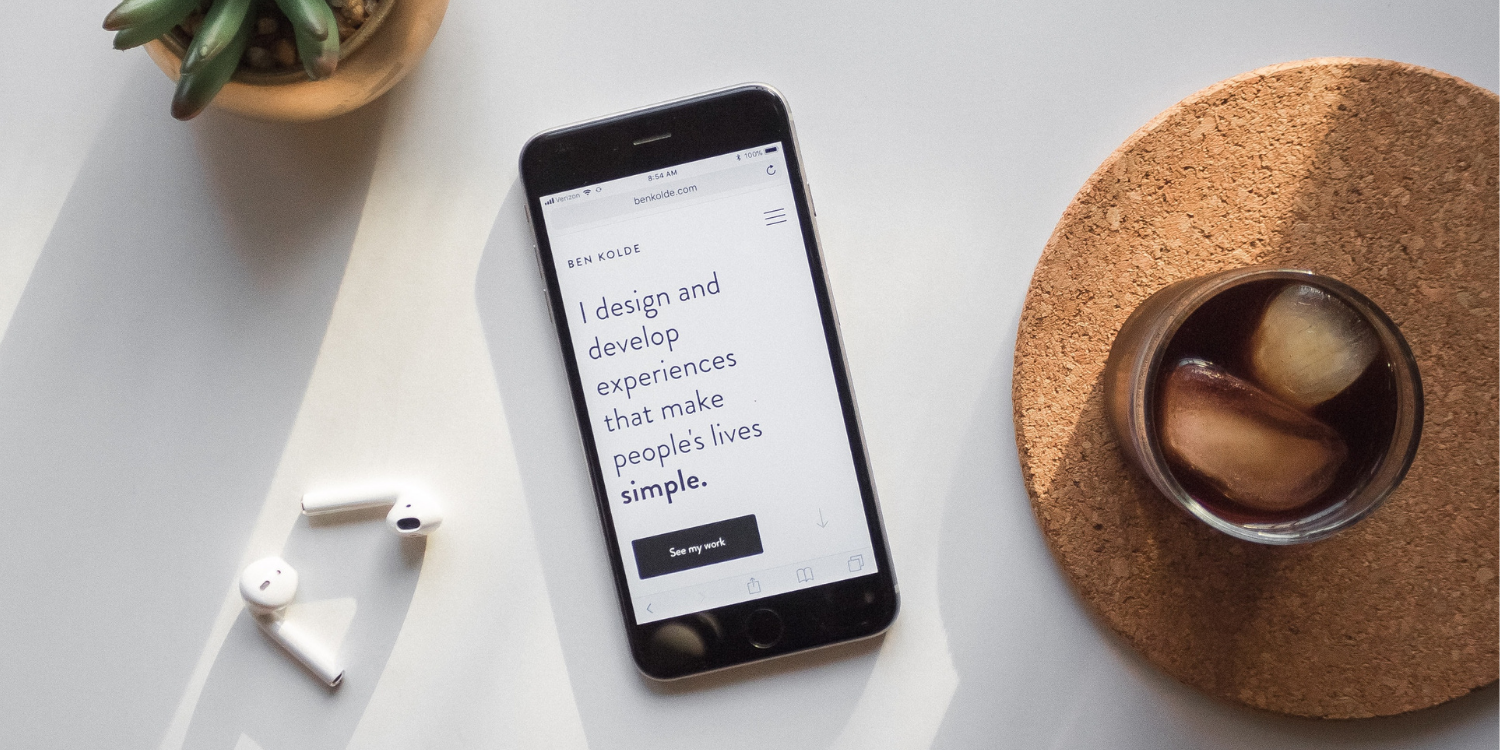 verizon 8:54 AM 100%
benkolde.com
BEN KOLDE
I design and
develop
experiences
that make
people's lives
simple.
See my work